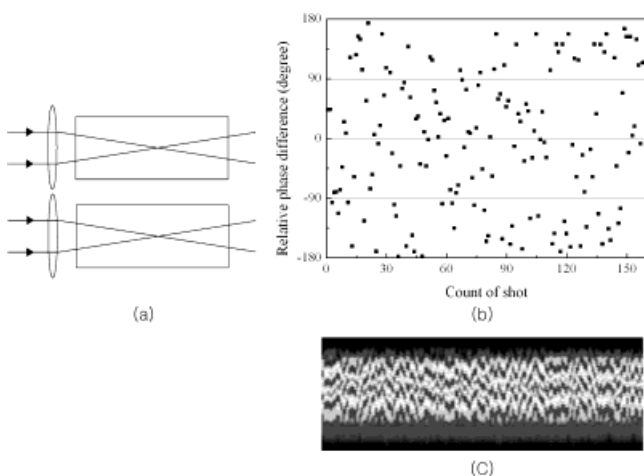 180
90
0
-90
-180
Relative phase difference (degree)
0 30 60 90 120 150
Count of shot
(a)
(b)
(C)